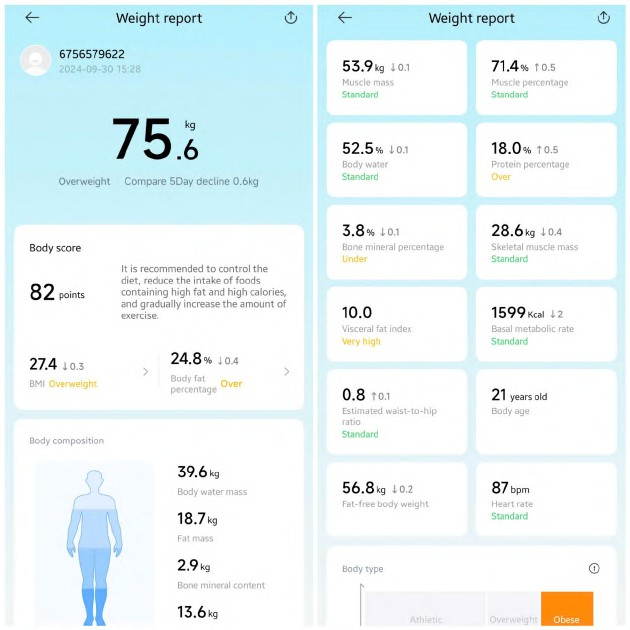 Weight report
6756579622
2024-09-30 15:28
75.6 kg
Overweight Compare 5Day decline 0.6kg
Body score
82 points
It is recommended to control the
diet, reduce the intake of foods
containing high fat and high calories,
and gradually increase the amount of
exercise.
27.4 ↓0.3
BMI Overweight
24.8 % ↓0.4
Body fat
percentage Over
Body composition
39.6 kg
Body water mass
18.7 kg
Fat mass
2.9 kg
Bone mineral content
13.6 kg
Weight report
53.9 kg ↓0.1
Muscle mass
Standard
71.4 % ↑0.5
Muscle percentage
Standard
52.5 % ↓0.1
Body water
Standard
18.0 % ↑0.5
Protein percentage
Over
3.8 % ↓0.1
Bone mineral percentage
Under
28.6 kg ↓0.4
Skeletal muscle mass
Standard
10.0
Visceral fat index
Very high
1599 Kcal ↓2
Basal metabolic rate
Standard
0.8 ↑0.1
Estimated waist-to-hip
ratio
Standard
21 years old
Body age
56.8 kg ↓0.2
Fat-free body weight
87 bpm
Heart rate
Standard
Body type
Athletic Overweight Obese